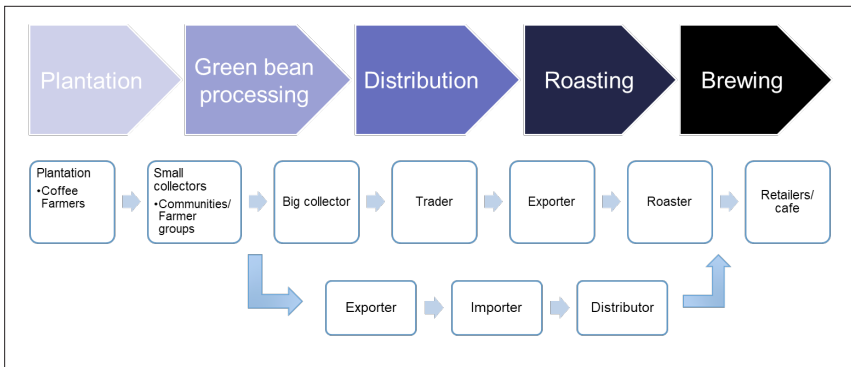 Plantation
Green bean
processing
Distribution
Roasting
Brewing
Plantation
•Coffee
Farmers
Small
collectors
•Communities/
Farmer
groups
Big collector
Trader
Exporter
Roaster
Retailers/
cafe
Exporter
Importer
Distributor